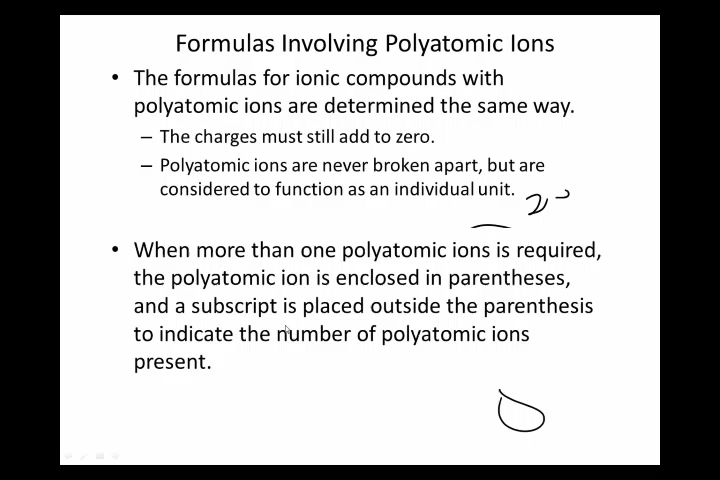 Formulas Involving Polyatomic Ions
• The formulas for ionic compounds with
polyatomic ions are determined the same way.
– The charges must still add to zero.
– Polyatomic ions are never broken apart, but are
considered to function as an individual unit.
• When more than one polyatomic ions is required,
the polyatomic ion is enclosed in parentheses,
and a subscript is placed outside the parenthesis
to indicate the number of polyatomic ions
present.